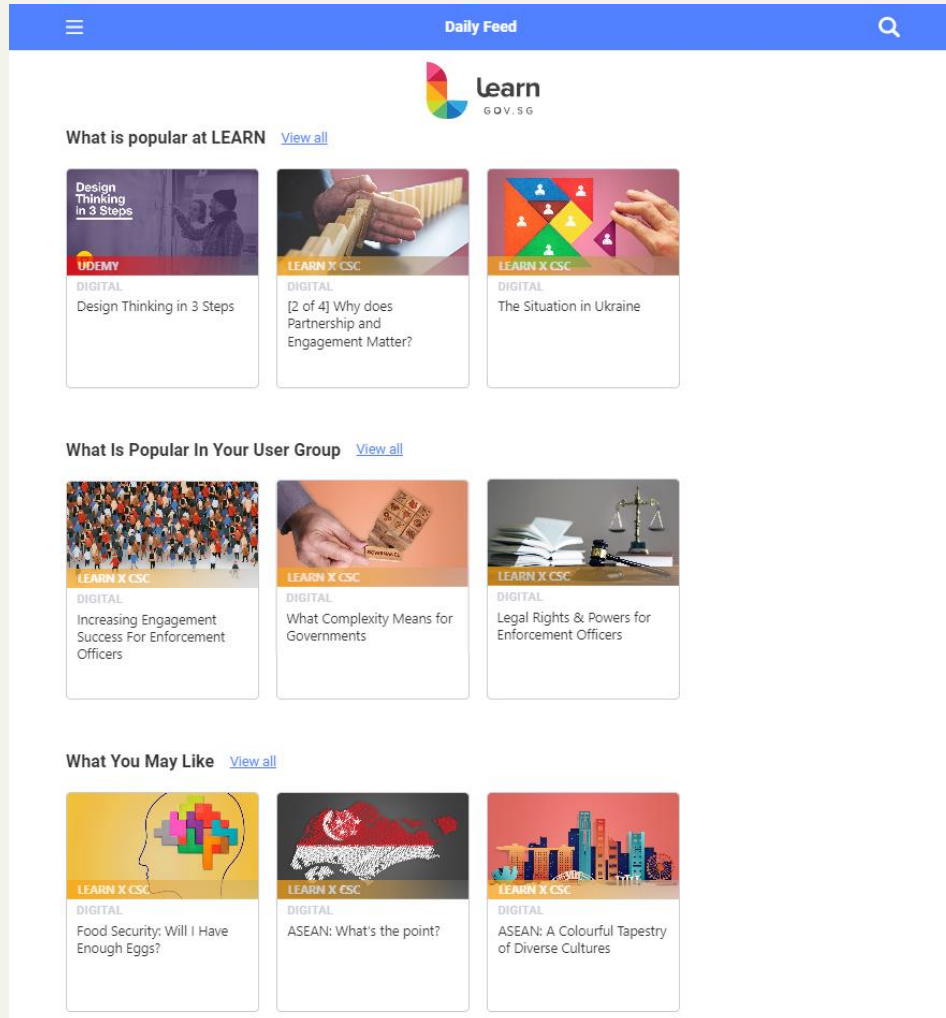 Daily Feed
Learn
GOV.SG
What is popular at LEARN View all
Design
Thinking
in 3 Steps
UDEMY
DIGITAL
Design Thinking in 3 Steps
LEARN X CSC
DIGITAL
[2 of 4] Why does
Partnership and
Engagement Matter?
LEARN X CSC
DIGITAL
The Situation in Ukraine
What Is Popular In Your User Group View all
LEARN X CSC
DIGITAL
Increasing Engagement
Success For Enforcement
Officers
LEARN X CSC
DIGITAL
What Complexity Means for
Governments
LEARN X CSC
DIGITAL
Legal Rights & Powers for
Enforcement Officers
What You May Like View all
LEARN X CSC
DIGITAL
Food Security: Will I Have
Enough Eggs?
LEARN X CSC
DIGITAL
ASEAN: What's the point?
LEARN X CSC
DIGITAL
ASEAN: A Colourful Tapestry
of Diverse Cultures